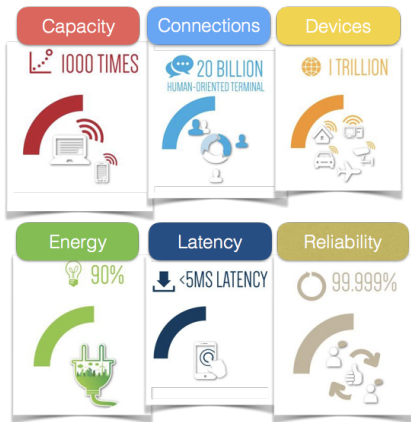 Capacity
Connections
Devices
1000 TIMES
20 BILLION
HUMAN-ORIENTED TERMINAL
1 TRILLION
Energy
Latency
Reliability
90%
<5MS LATENCY
99.999%